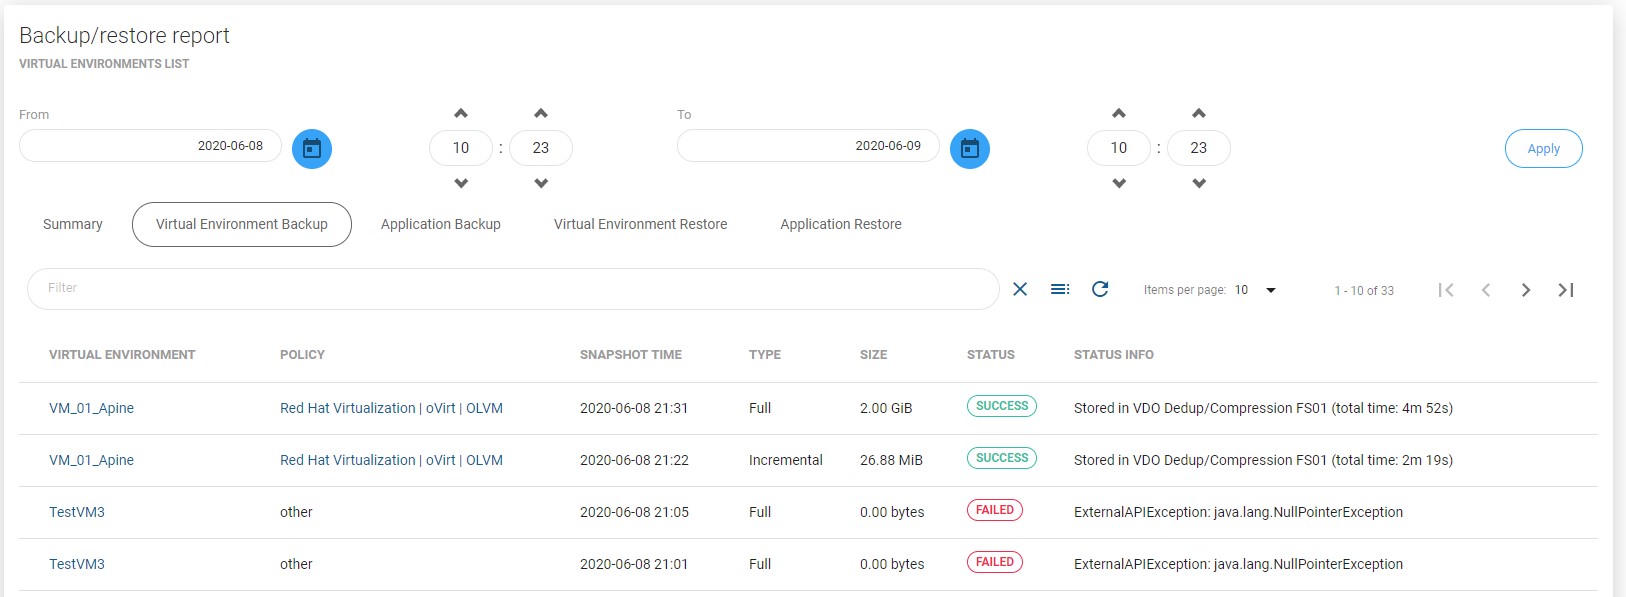 Backup/restore report
VIRTUAL ENVIRONMENTS LIST
From To
2020-06-08 10 : 23 2020-06-09 10 : 23 Apply
Summary Virtual Environment Backup Application Backup Virtual Environment Restore Application Restore
Filter Items per page: 10 1 - 10 of 33
VIRTUAL ENVIRONMENT POLICY SNAPSHOT TIME TYPE SIZE STATUS STATUS INFO
VM_01_Apine Red Hat Virtualization | oVirt | OLVM 2020-06-08 21:31 Full 2.00 GiB SUCCESS Stored in VDO Dedup/Compression FS01 (total time: 4m 52s)
VM_01_Apine Red Hat Virtualization | oVirt | OLVM 2020-06-08 21:22 Incremental 26.88 MiB SUCCESS Stored in VDO Dedup/Compression FS01 (total time: 2m 19s)
TestVM3 other 2020-06-08 21:05 Full 0.00 bytes FAILED ExternalAPIException: java.lang.NullPointerException
TestVM3 other 2020-06-08 21:01 Full 0.00 bytes FAILED ExternalAPIException: java.lang.NullPointerException